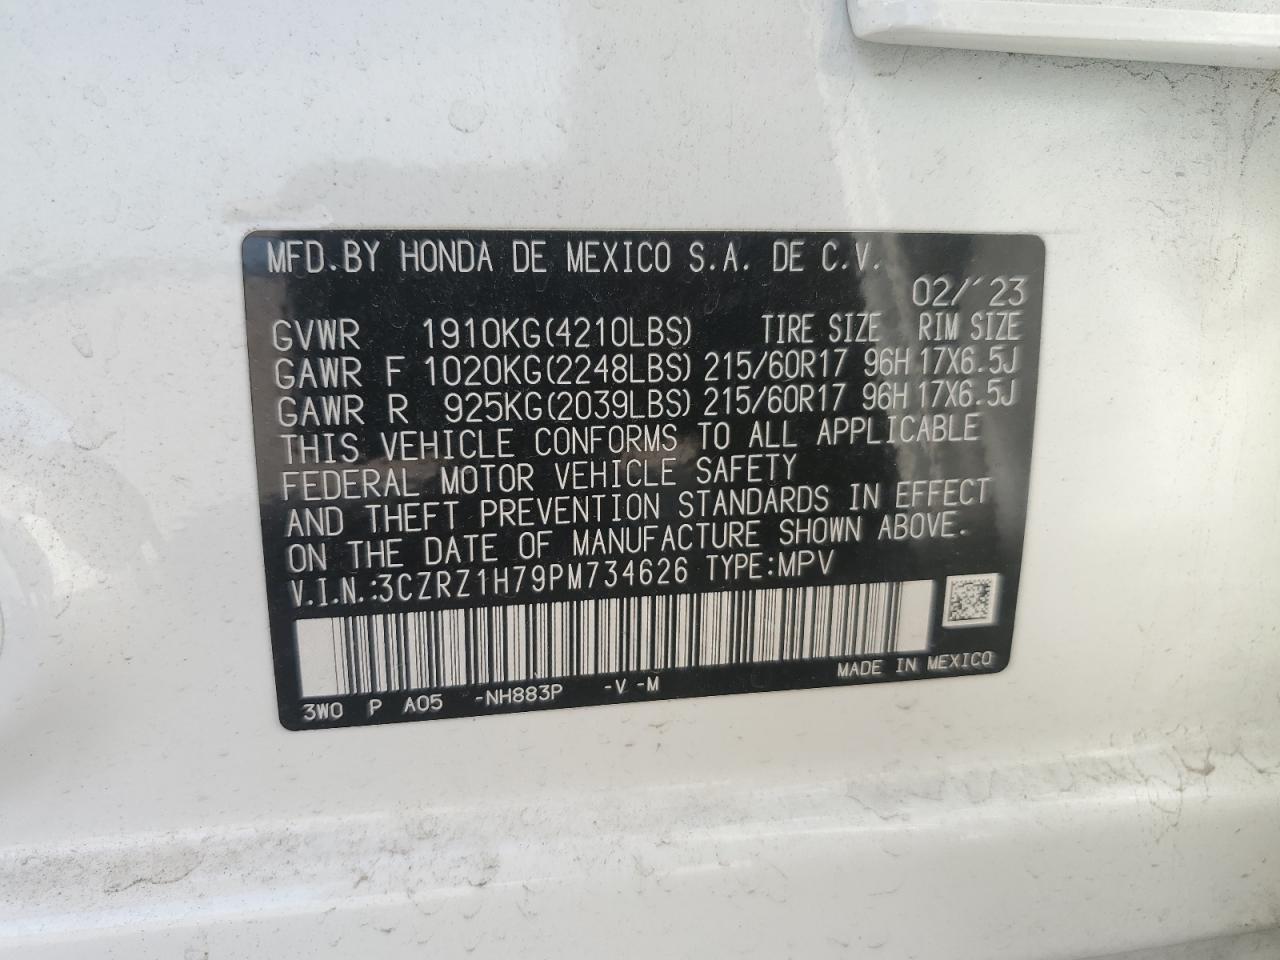 MFD.BY HONDA DE MEXICO S.A. DE C.V.
02/´23
GVWR 1910KG(4210LBS) TIRE SIZE RIM SIZE
GAWR F 1020KG(2248LBS) 215/60R17 96H 17X6.5J
GAWR R 925KG(2039LBS) 215/60R17 96H 17X6.5J
THIS VEHICLE CONFORMS TO ALL APPLICABLE
FEDERAL MOTOR VEHICLE SAFETY
AND THEFT PREVENTION STANDARDS IN EFFECT
ON THE DATE OF MANUFACTURE SHOWN ABOVE.
V.I.N.:3CZRZ1H79PM734626 TYPE:MPV
MADE IN MEXICO
3W0 P A05 -NH883P -V -M